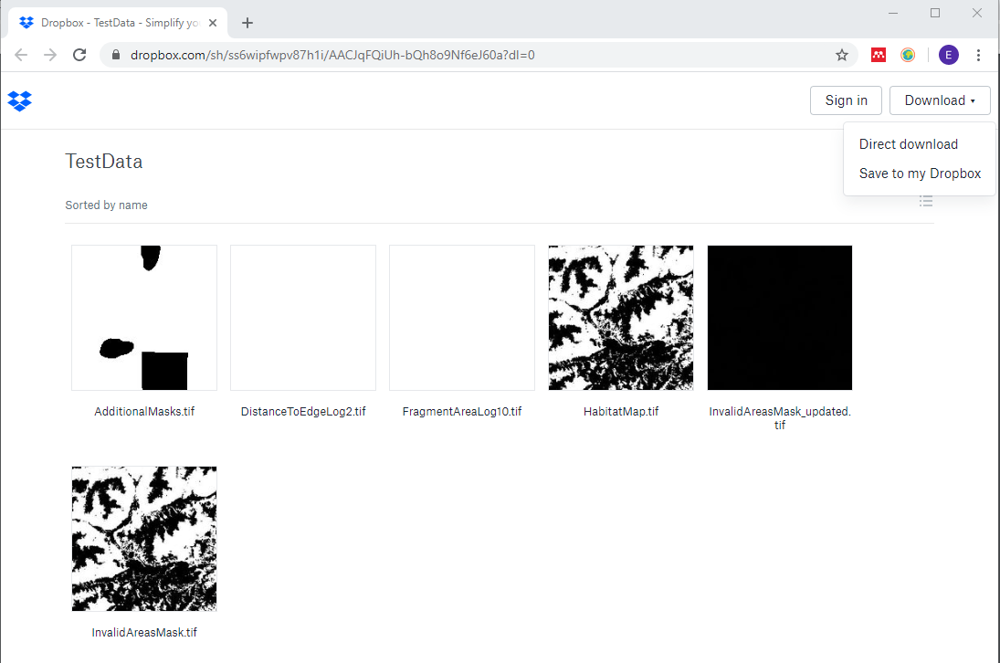 Dropbox - TestData - Simplify yo
dropbox.com/sh/ss6wipfwpv87h1i/AACJqFQiUh-bQh8o9Nf6eJ60a?dl=0
E
Sign in
Download
Direct download
Save to my Dropbox
TestData
Sorted by name
AdditionalMasks.tif
DistanceToEdgeLog2.tif
FragmentAreaLog10.tif
HabitatMap.tif
InvalidAreasMask_updated.
tif
InvalidAreasMask.tif